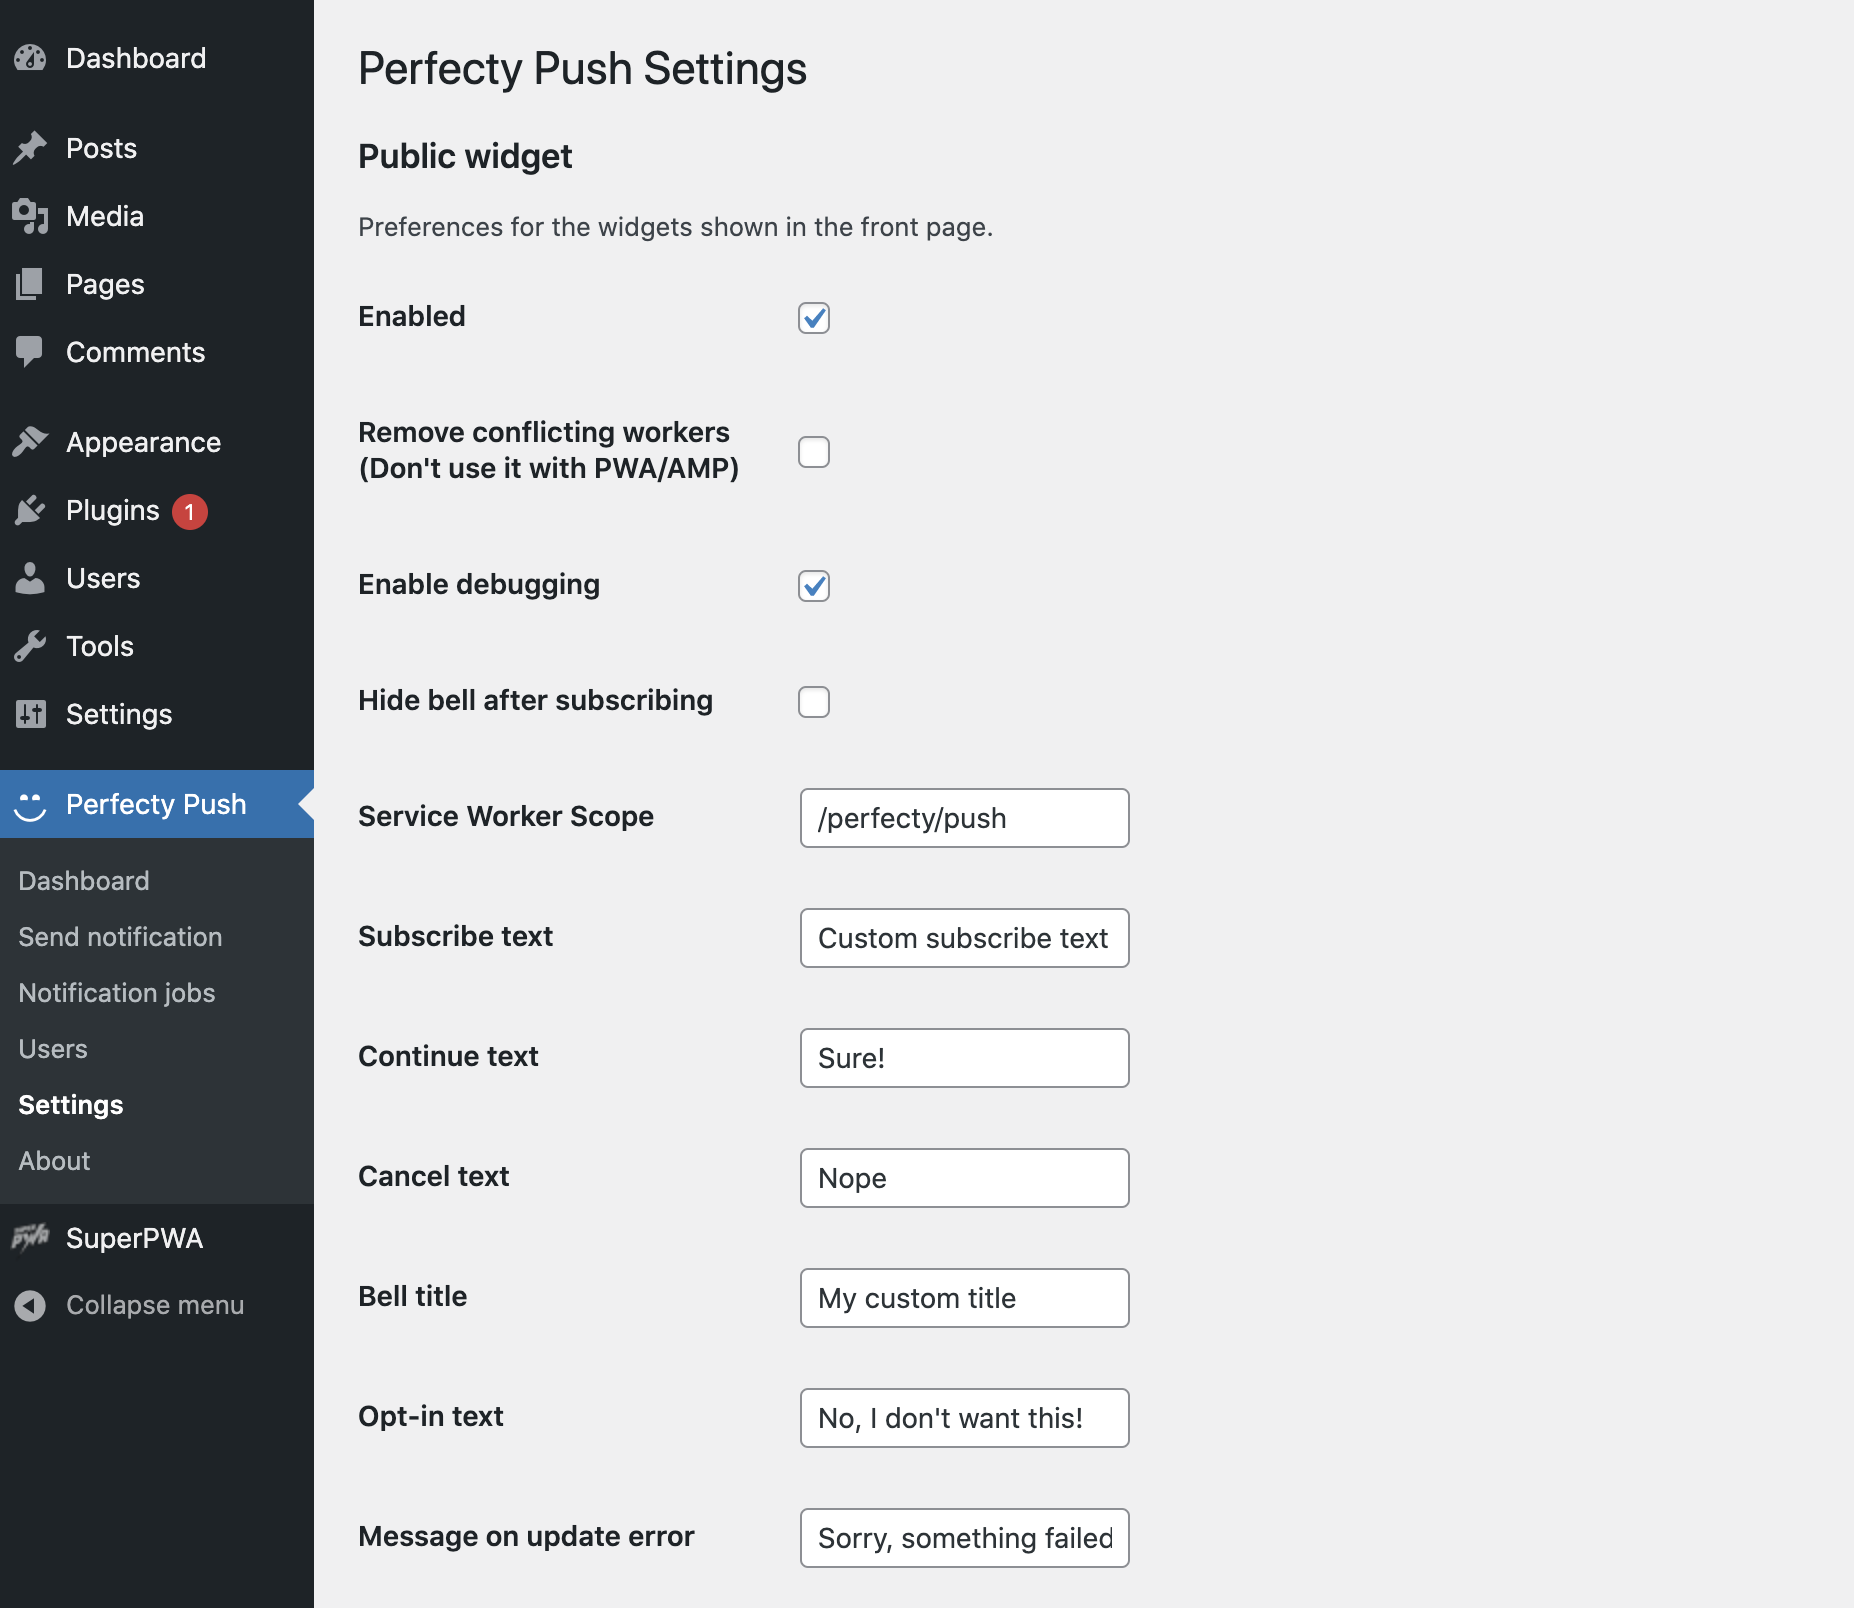 Dashboard
Posts
Media
Pages
Comments
Appearance
Plugins 1
Users
Tools
Settings
Perfecty Push
Dashboard
Send notification
Notification jobs
Users
Settings
About
SuperPWA
Collapse menu
Perfecty Push Settings
Public widget
Preferences for the widgets shown in the front page.
Enabled
Remove conflicting workers
(Don't use it with PWA/AMP)
Enable debugging
Hide bell after subscribing
Service Worker Scope /perfecty/push
Subscribe text Custom subscribe text
Continue text Sure!
Cancel text Nope
Bell title My custom title
Opt-in text No, I don't want this!
Message on update error Sorry, something failed